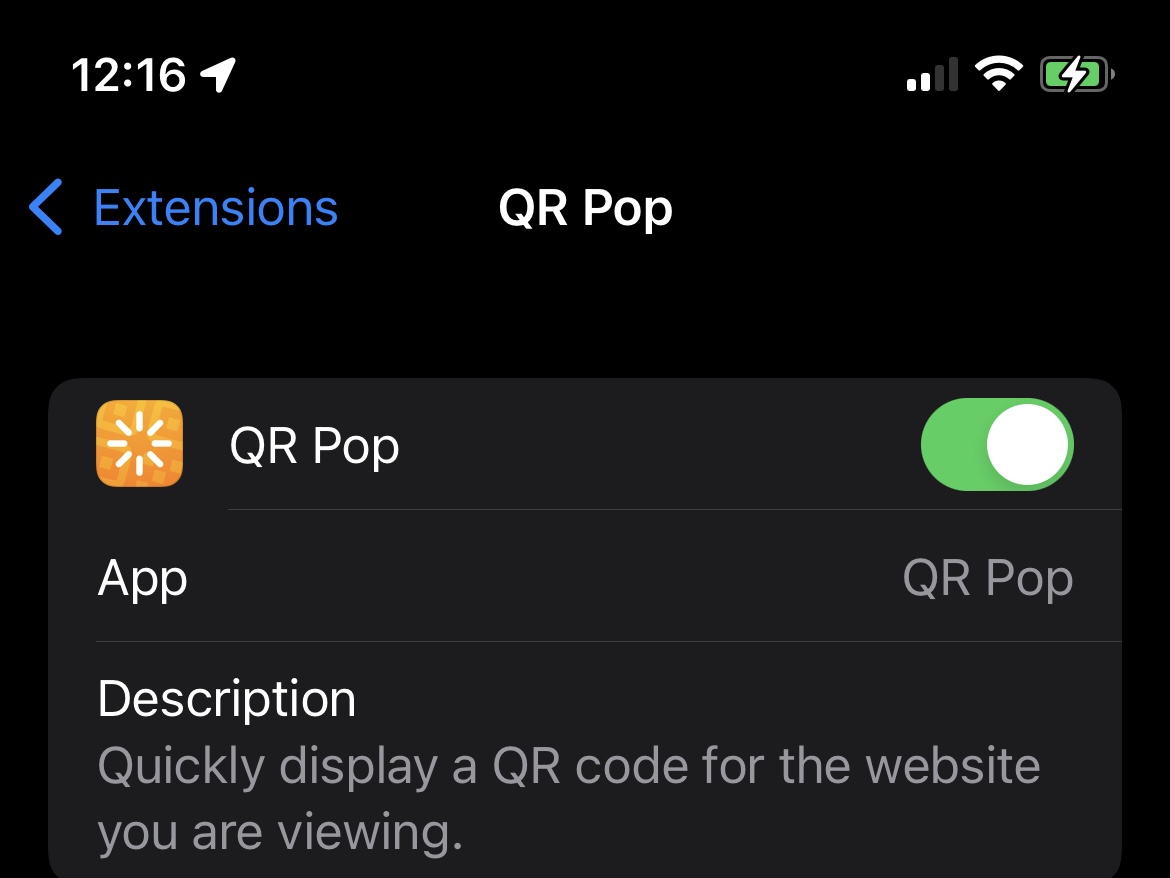 12:16
Extensions
QR Pop
QR Pop
App
QR Pop
Description
Quickly display a QR code for the website
you are viewing.